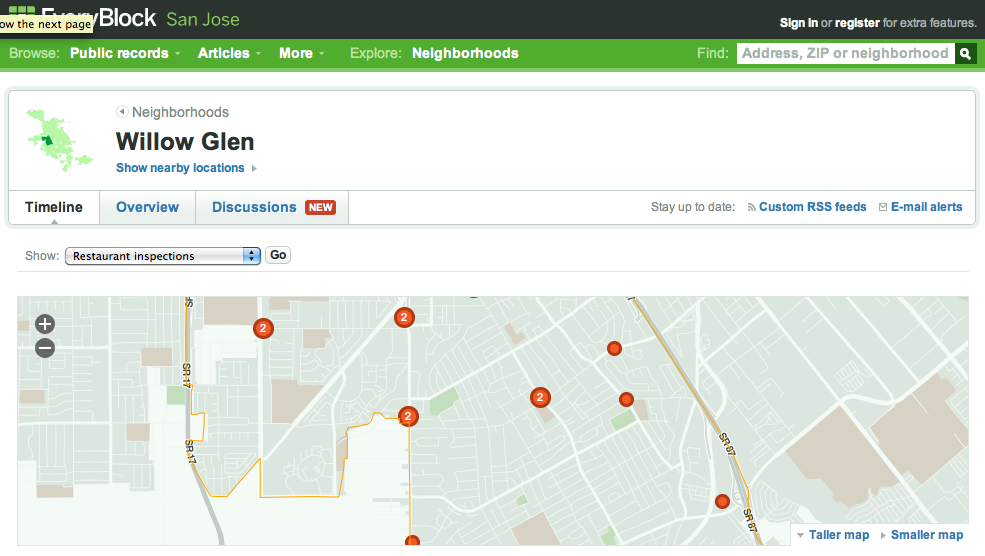 ow the next page
EveryBlock San Jose
Sign in or register for extra features.
Browse: Public records Articles More Explore: Neighborhoods Find: Address, ZIP or neighborhood
Neighborhoods
Willow Glen
Show nearby locations
Timeline Overview Discussions NEW Stay up to date: Custom RSS feeds E-mail alerts
Show: Restaurant inspections Go
2
2
SR 17
2
2
SR 87
SR 17
SR 87
Taller map Smaller map